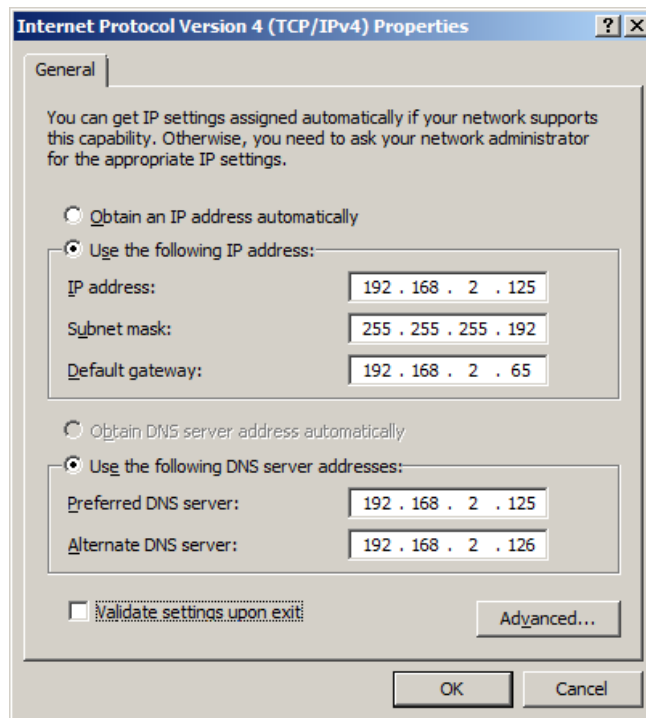 Internet Protocol Version 4 (TCP/IPv4) Properties
General
You can get IP settings assigned automatically if your network supports
this capability. Otherwise, you need to ask your network administrator
for the appropriate IP settings.
Obtain an IP address automatically
Use the following IP address:
IP address: 192 . 168 . 2 . 125
Subnet mask: 255 . 255 . 255 . 192
Default gateway: 192 . 168 . 2 . 65
Obtain DNS server address automatically
Use the following DNS server addresses:
Preferred DNS server: 192 . 168 . 2 . 125
Alternate DNS server: 192 . 168 . 2 . 126
Validate settings upon exit
Advanced...
OK Cancel